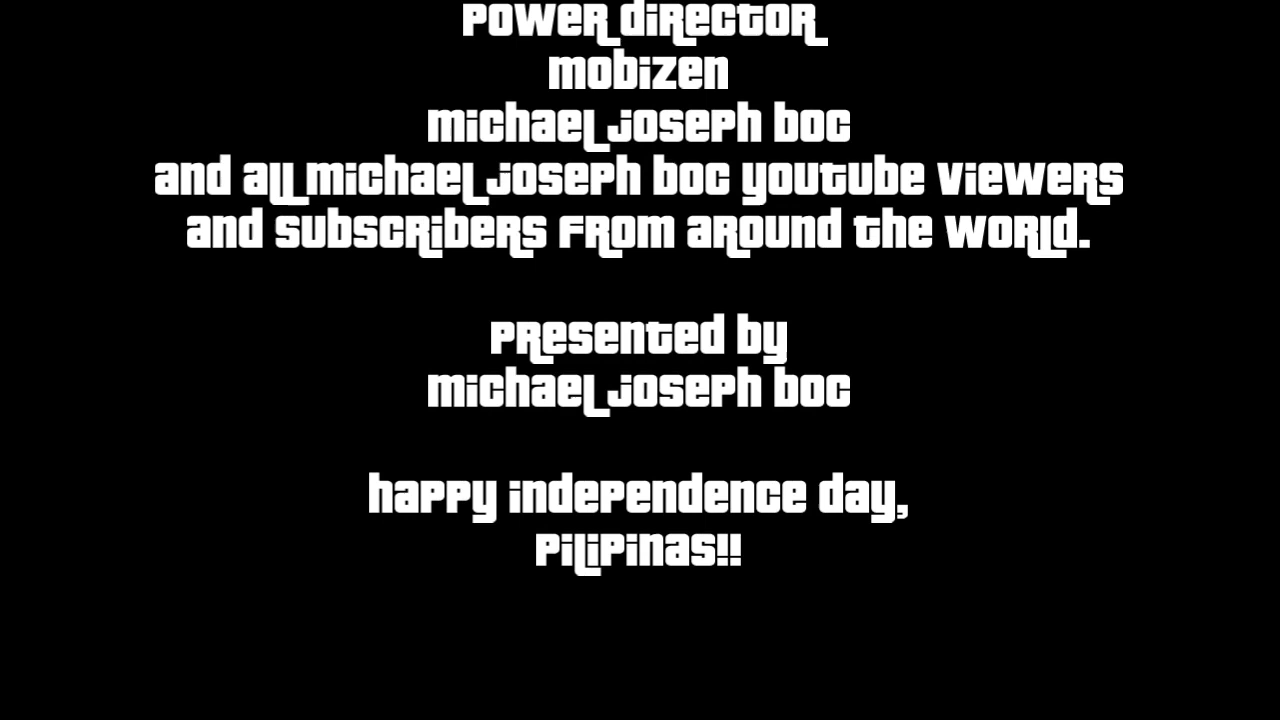 Power Director
Mobizen
Michael Joseph Boc
and all Michael Joseph Boc YouTube viewers
and subscribers from around the world.
Presented by
Michael Joseph Boc
Happy Independence Day,
Pilipinas!!